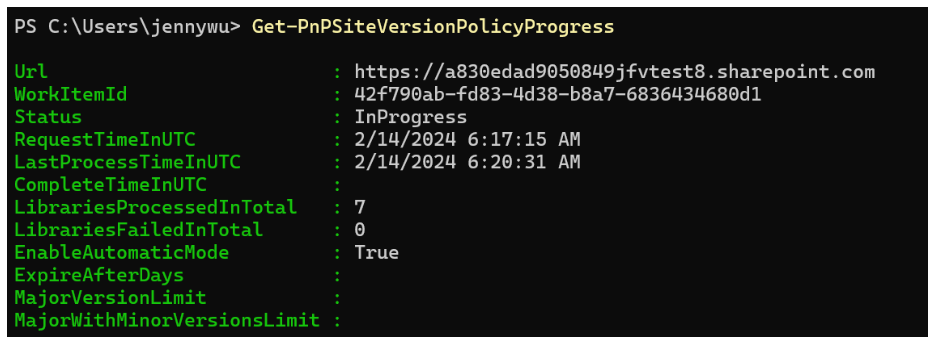 PS C:\Users\jennywu> Get-PnPSiteVersionPolicyProgress
Url                         : https://a830edad9050849jfvtest8.sharepoint.com
WorkItemId                  : 42f790ab-fd83-4d38-b8a7-6836434680d1
Status                      : InProgress
RequestTimeInUTC            : 2/14/2024 6:17:15 AM
LastProcessTimeInUTC        : 2/14/2024 6:20:31 AM
CompleteTimeInUTC           :
LibrariesProcessedInTotal   : 7
LibrariesFailedInTotal      : 0
EnableAutomaticMode         : True
ExpireAfterDays             :
MajorVersionLimit           :
MajorWithMinorVersionsLimit :